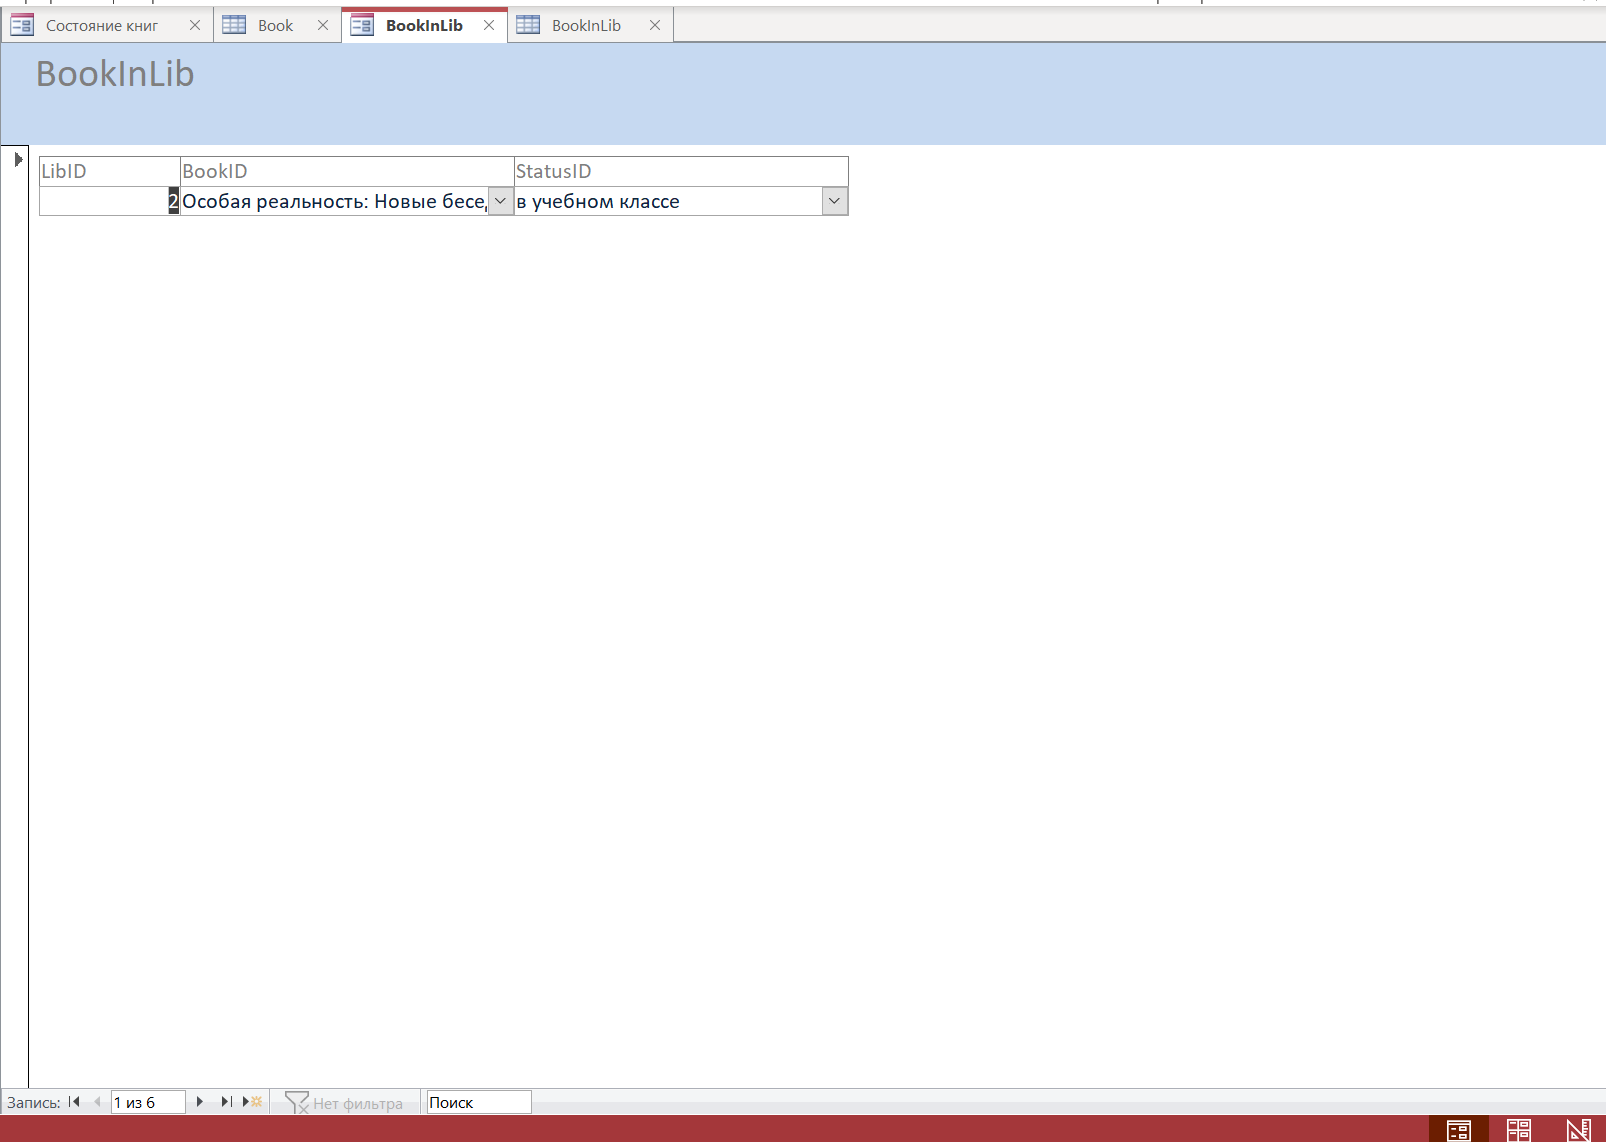 Состояние книг Book BookInLib BookInLib
BookInLib
LibID BookID StatusID
2 Особая реальность: Новые бесед в учебном классе
Запись: 1 из 6 Нет фильтра Поиск